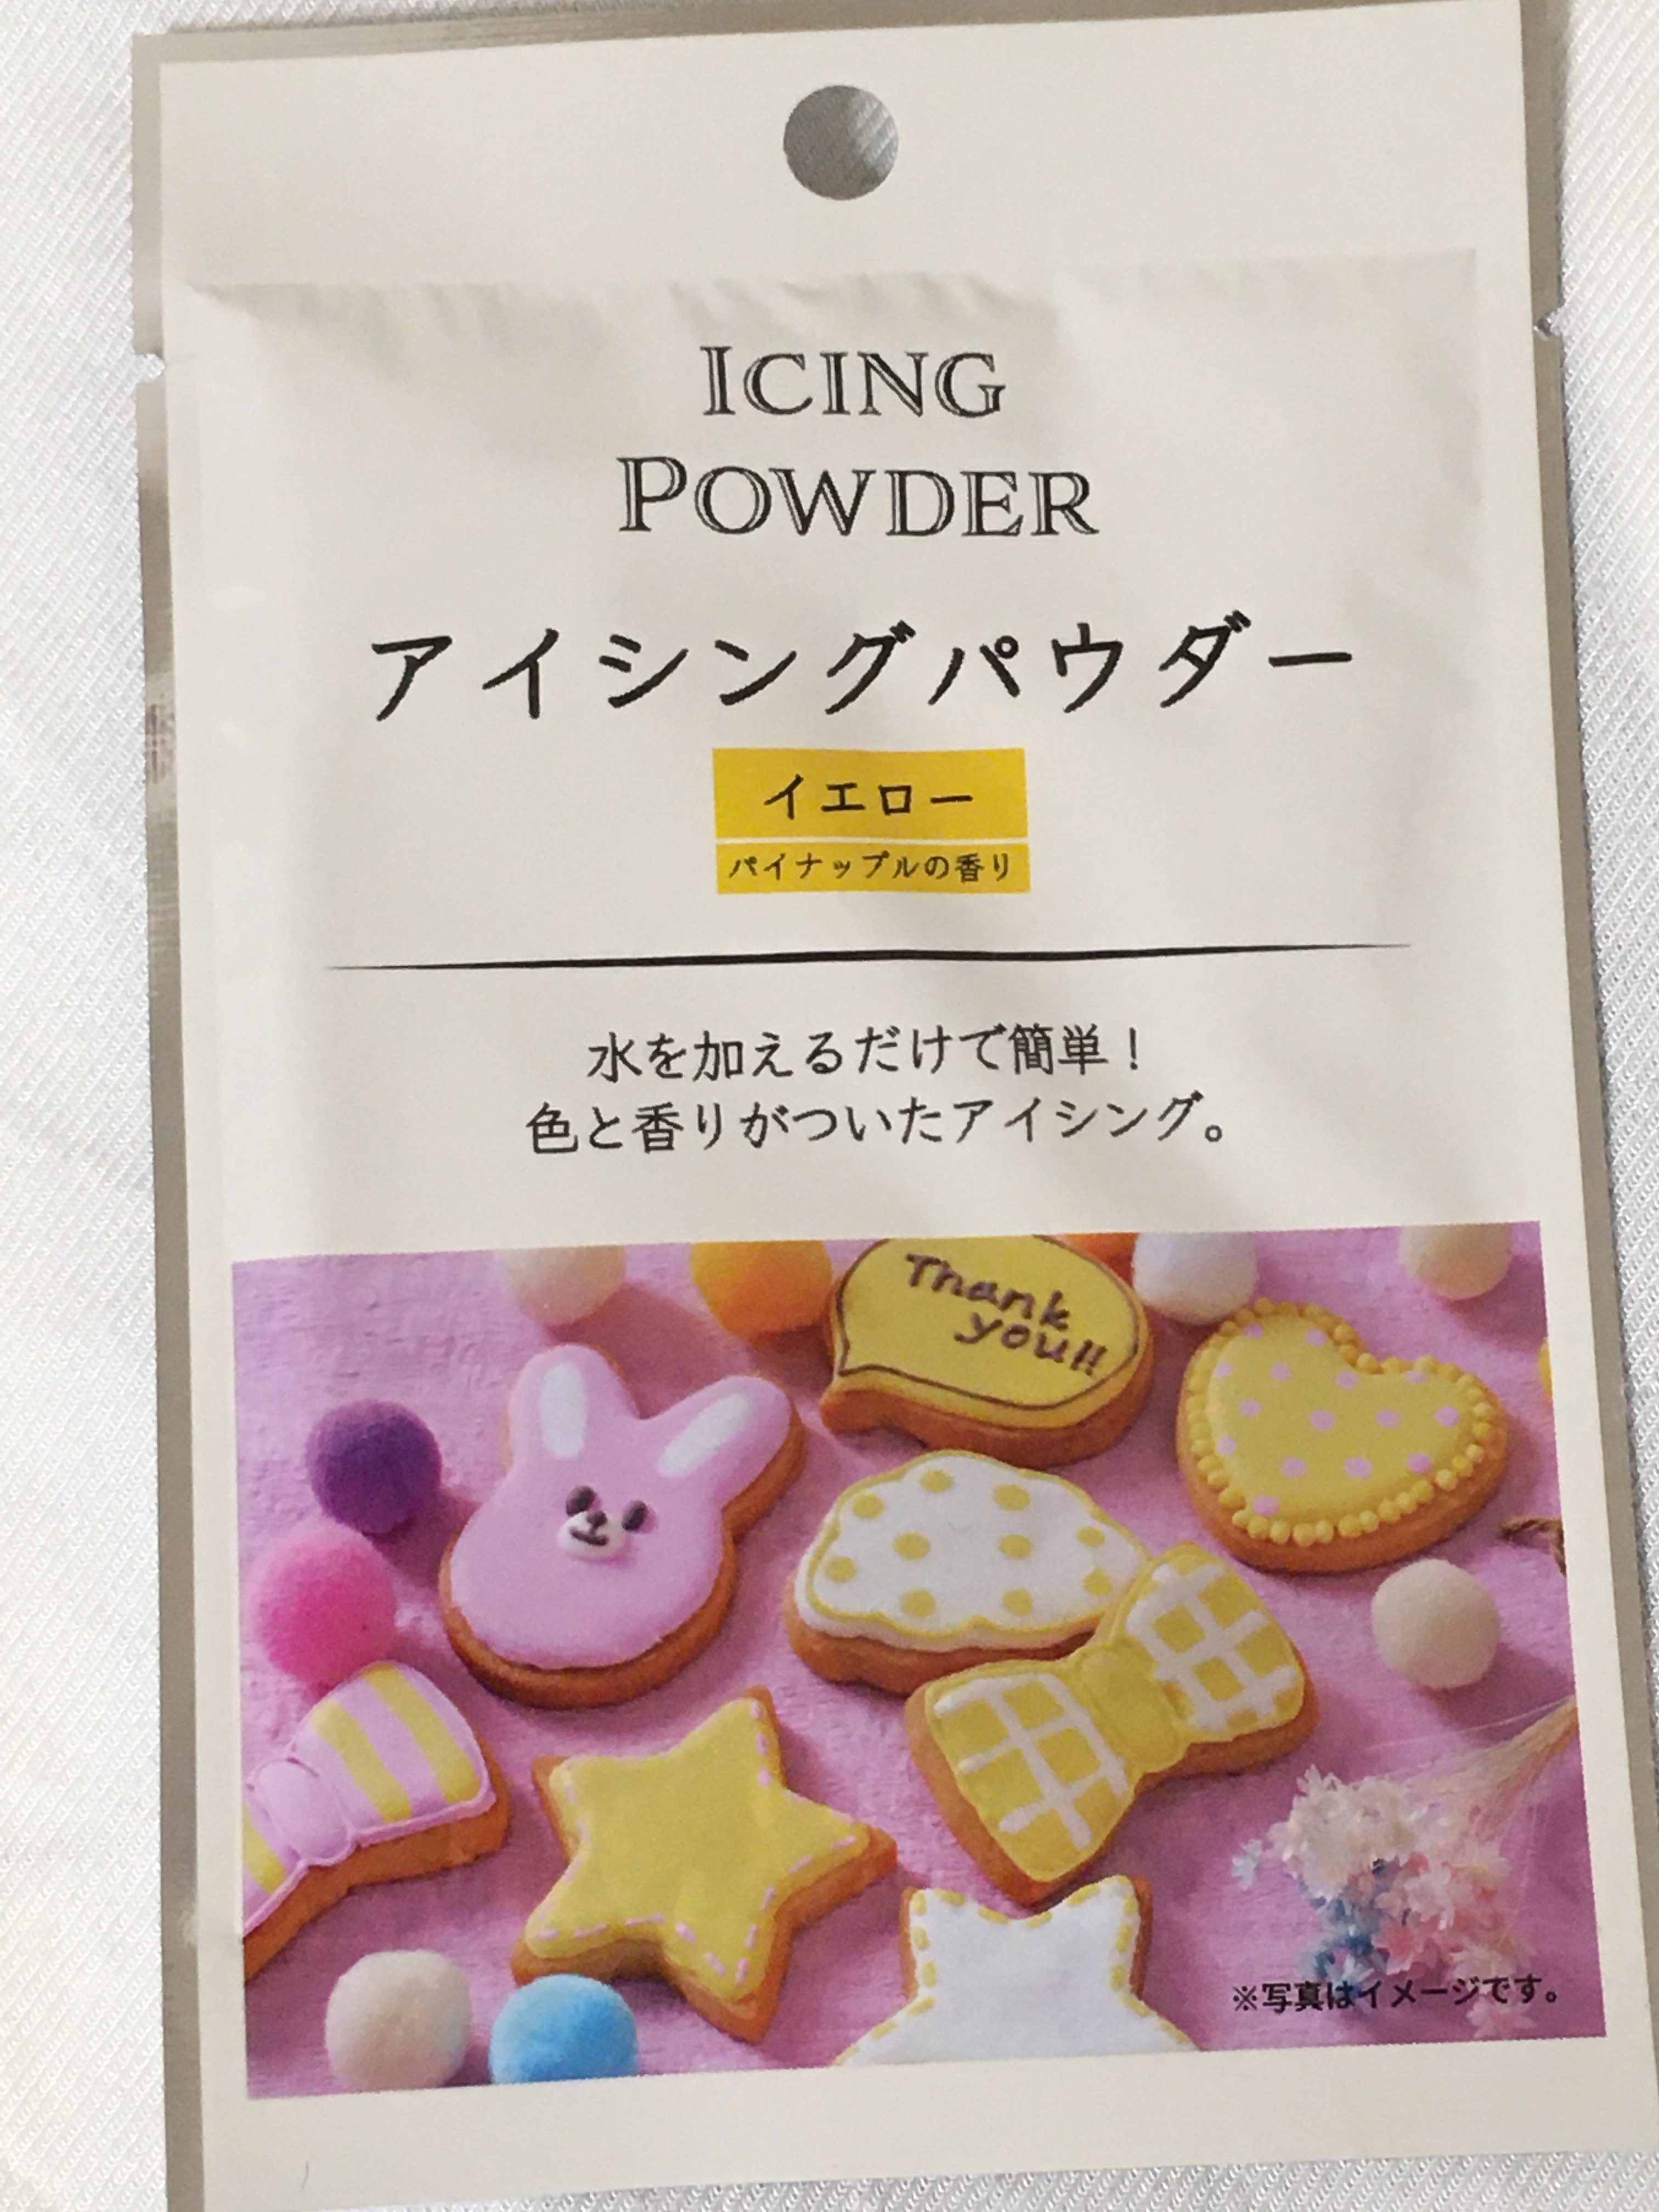 ICING
POWDER
アイシングパウダー
イエロー
パイナップルの香り
水を加えるだけで簡単！
色と香りがついたアイシング。
Thank
you!!
※写真はイメージです。